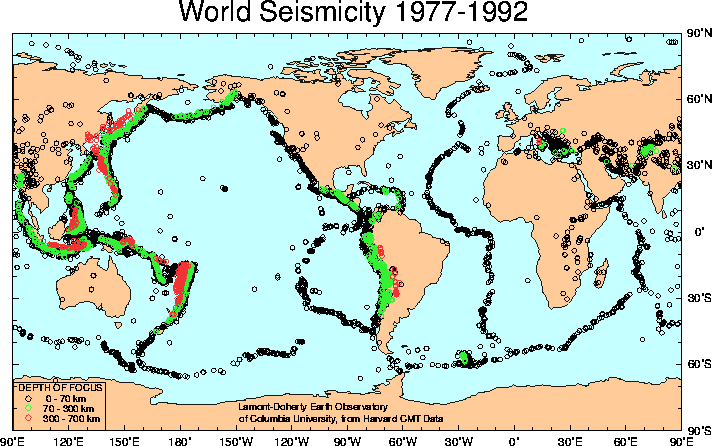 World Seismicity 1977-1992
90˚N
60˚N
30˚N
0˚
30˚S
60˚S
90˚S
DEPTH OF FOCUS
0 - 70 km
70 - 300 km
300 - 700 km
Lamont-Doherty Earth Observatory
of Columbia University, from Harvard CMT Data
90˚E 120˚E 150˚E 180˚ 150˚W 120˚W 90˚W 60˚W 30˚W 0˚ 30˚E 60˚E 90˚E